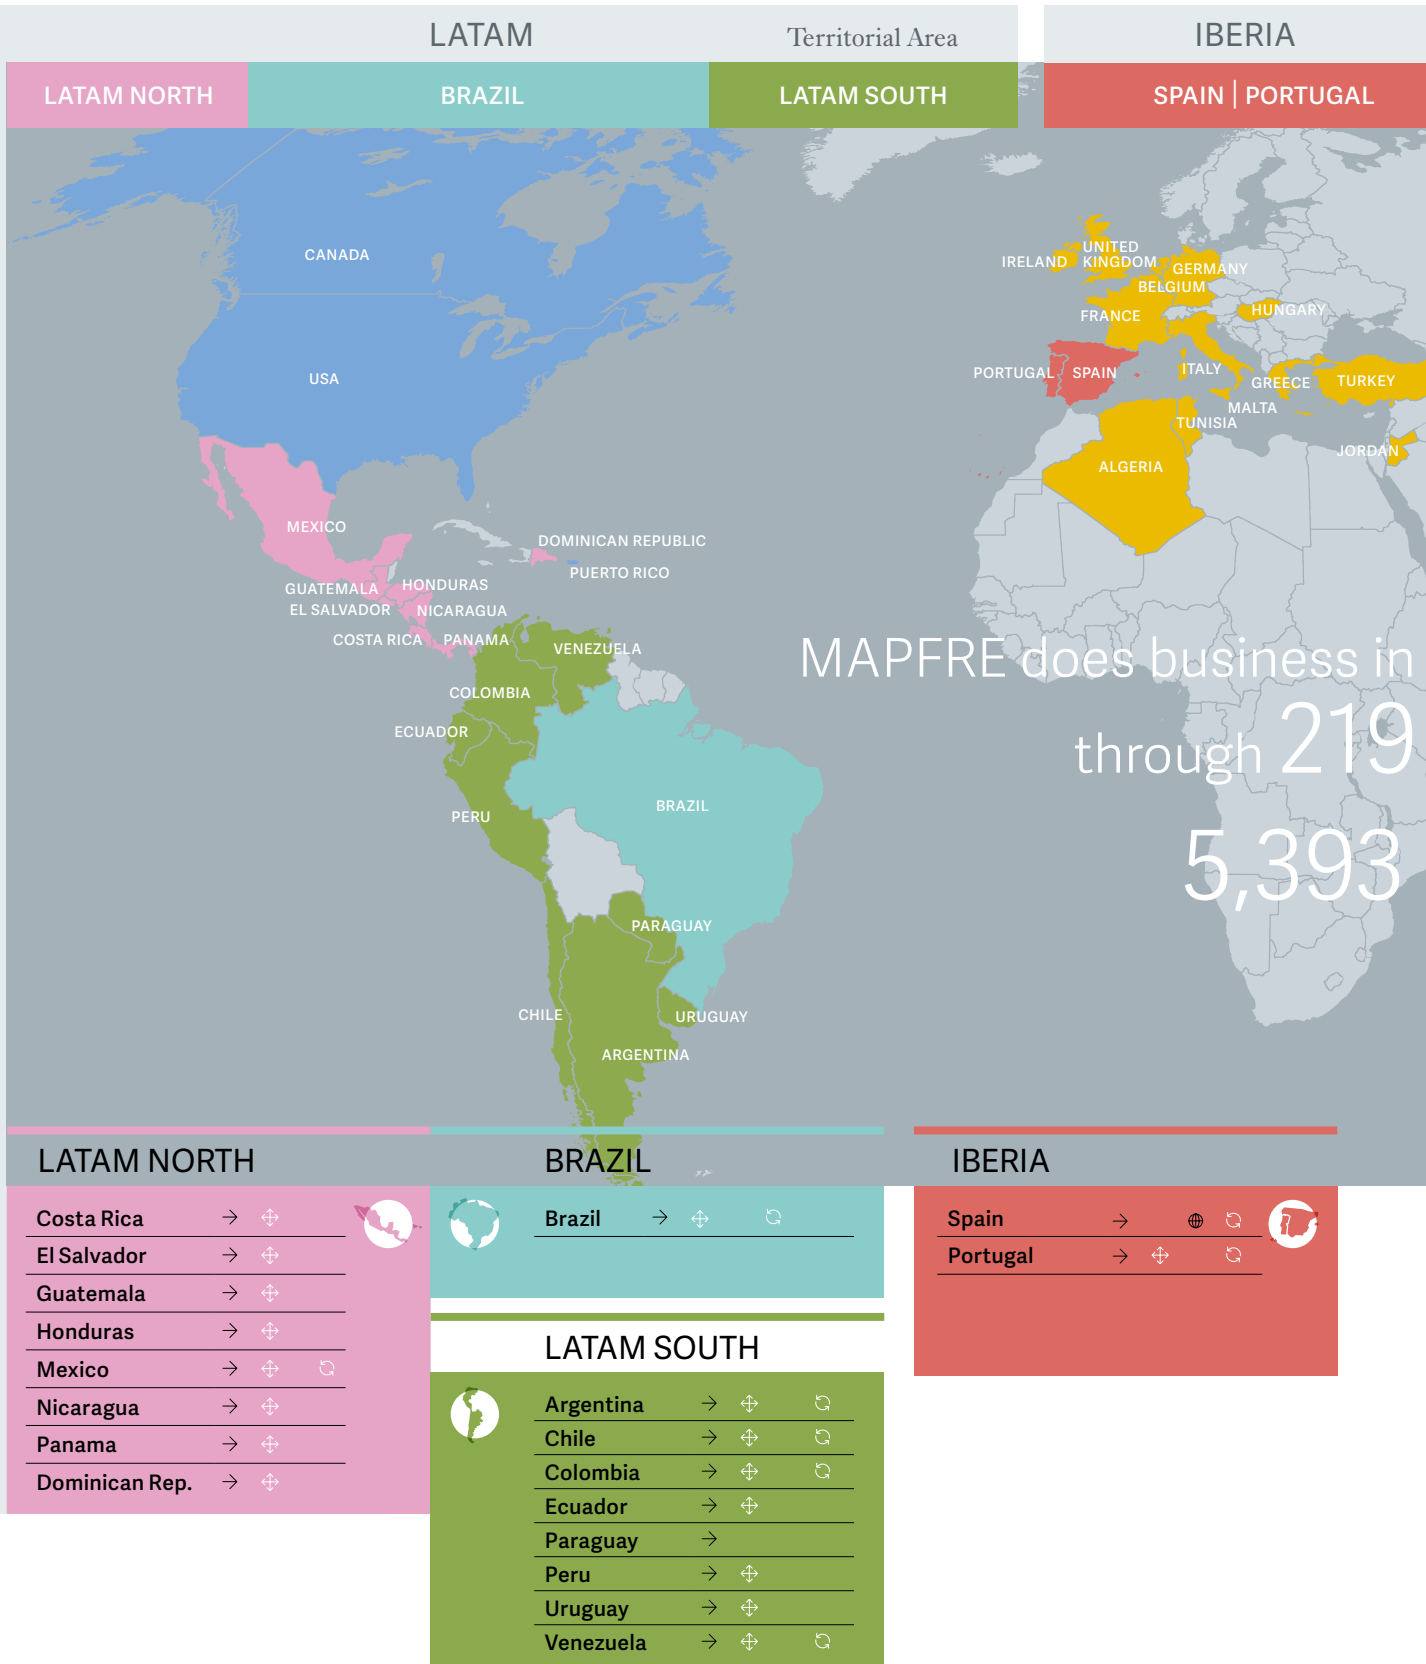 LATAM
Territorial Area
IBERIA
LATAM NORTH
BRAZIL
LATAM SOUTH
SPAIN | PORTUGAL
CANADA
USA
MEXICO
DOMINICAN REPUBLIC
PUERTO RICO
GUATEMALA
HONDURAS
EL SALVADOR
NICARAGUA
COSTA RICA
PANAMA
VENEZUELA
COLOMBIA
ECUADOR
PERU
BRAZIL
PARAGUAY
CHILE
URUGUAY
ARGENTINA
IRELAND
UNITED
KINGDOM
GERMANY
BELGIUM
FRANCE
HUNGARY
PORTUGAL
SPAIN
ITALY
GREECE
TURKEY
MALTA
TUNISIA
JORDAN
ALGERIA
MAPFRE does business in
through 219
5,393
LATAM NORTH
Costa Rica
El Salvador
Guatemala
Honduras
Mexico
Nicaragua
Panama
Dominican Rep.
BRAZIL
Brazil
LATAM SOUTH
Argentina
Chile
Colombia
Ecuador
Paraguay
Peru
Uruguay
Venezuela
IBERIA
Spain
Portugal